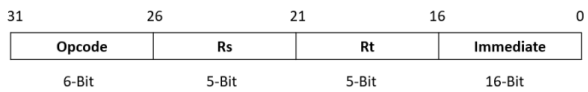 31 26 21 16 0
Opcode Rs Rt Immediate
6-Bit 5-Bit 5-Bit 16-Bit